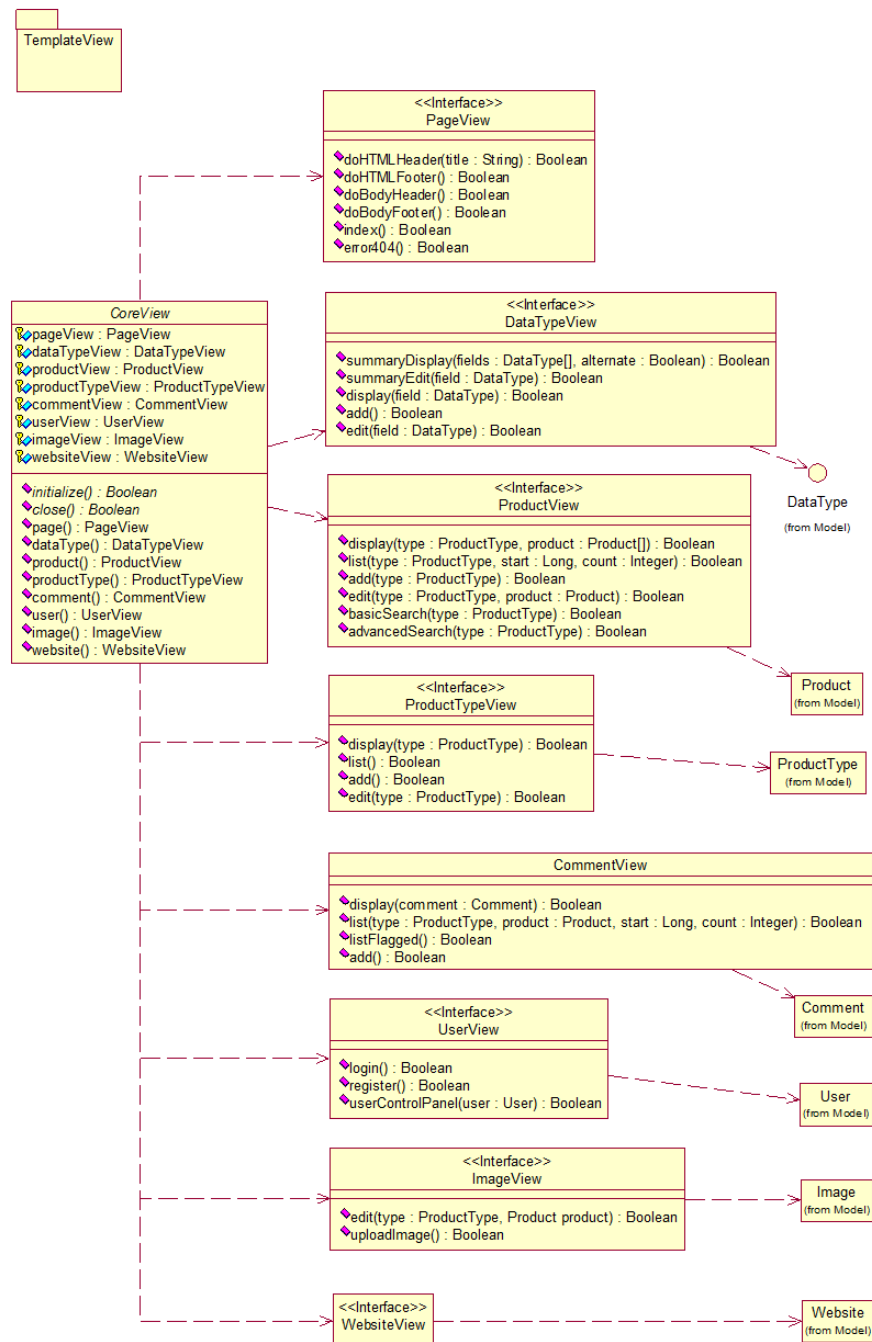 TemplateView
<<Interface>>
PageView
doHTMLHeader(title : String) : Boolean
doHTMLFooter() : Boolean
doBodyHeader() : Boolean
doBodyFooter() : Boolean
index() : Boolean
error404() : Boolean
CoreView
pageView : PageView
dataTypeView : DataTypeView
productView : ProductView
productTypeView : ProductTypeView
commentView : CommentView
userView : UserView
imageView : ImageView
websiteView : WebsiteView
initialize() : Boolean
close() : Boolean
page() : PageView
dataType() : DataTypeView
product() : ProductView
productType() : ProductTypeView
comment() : CommentView
user() : UserView
image() : ImageView
website() : WebsiteView
<<Interface>>
DataTypeView
summaryDisplay(fields : DataType[], alternate : Boolean) : Boolean
summaryEdit(field : DataType) : Boolean
display(field : DataType) : Boolean
add() : Boolean
edit(field : DataType) : Boolean
DataType
(from Model)
<<Interface>>
ProductView
display(type : ProductType, product : Product[]) : Boolean
list(type : ProductType, start : Long, count : Integer) : Boolean
add(type : ProductType) : Boolean
edit(type : ProductType, product : Product) : Boolean
basicSearch(type : ProductType) : Boolean
advancedSearch(type : ProductType) : Boolean
Product
(from Model)
<<Interface>>
ProductTypeView
display(type : ProductType) : Boolean
list() : Boolean
add() : Boolean
edit(type : ProductType) : Boolean
ProductType
(from Model)
CommentView
display(comment : Comment) : Boolean
list(type : ProductType, product : Product, start : Long, count : Integer) : Boolean
listFlagged() : Boolean
add() : Boolean
Comment
(from Model)
<<Interface>>
UserView
login() : Boolean
register() : Boolean
userControlPanel(user : User) : Boolean
User
(from Model)
<<Interface>>
ImageView
edit(type : ProductType, Product product) : Boolean
uploadImage() : Boolean
Image
(from Model)
<<Interface>>
WebsiteView
Website
(from Model)